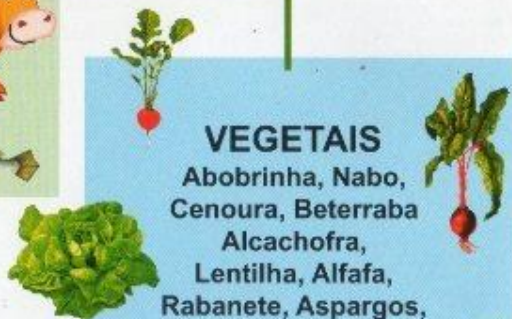 VEGETAIS
Abobrinha, Nabo,
Cenoura, Beterraba
Alcachofra,
Lentilha, Alfafa,
Rabanete, Aspargos,